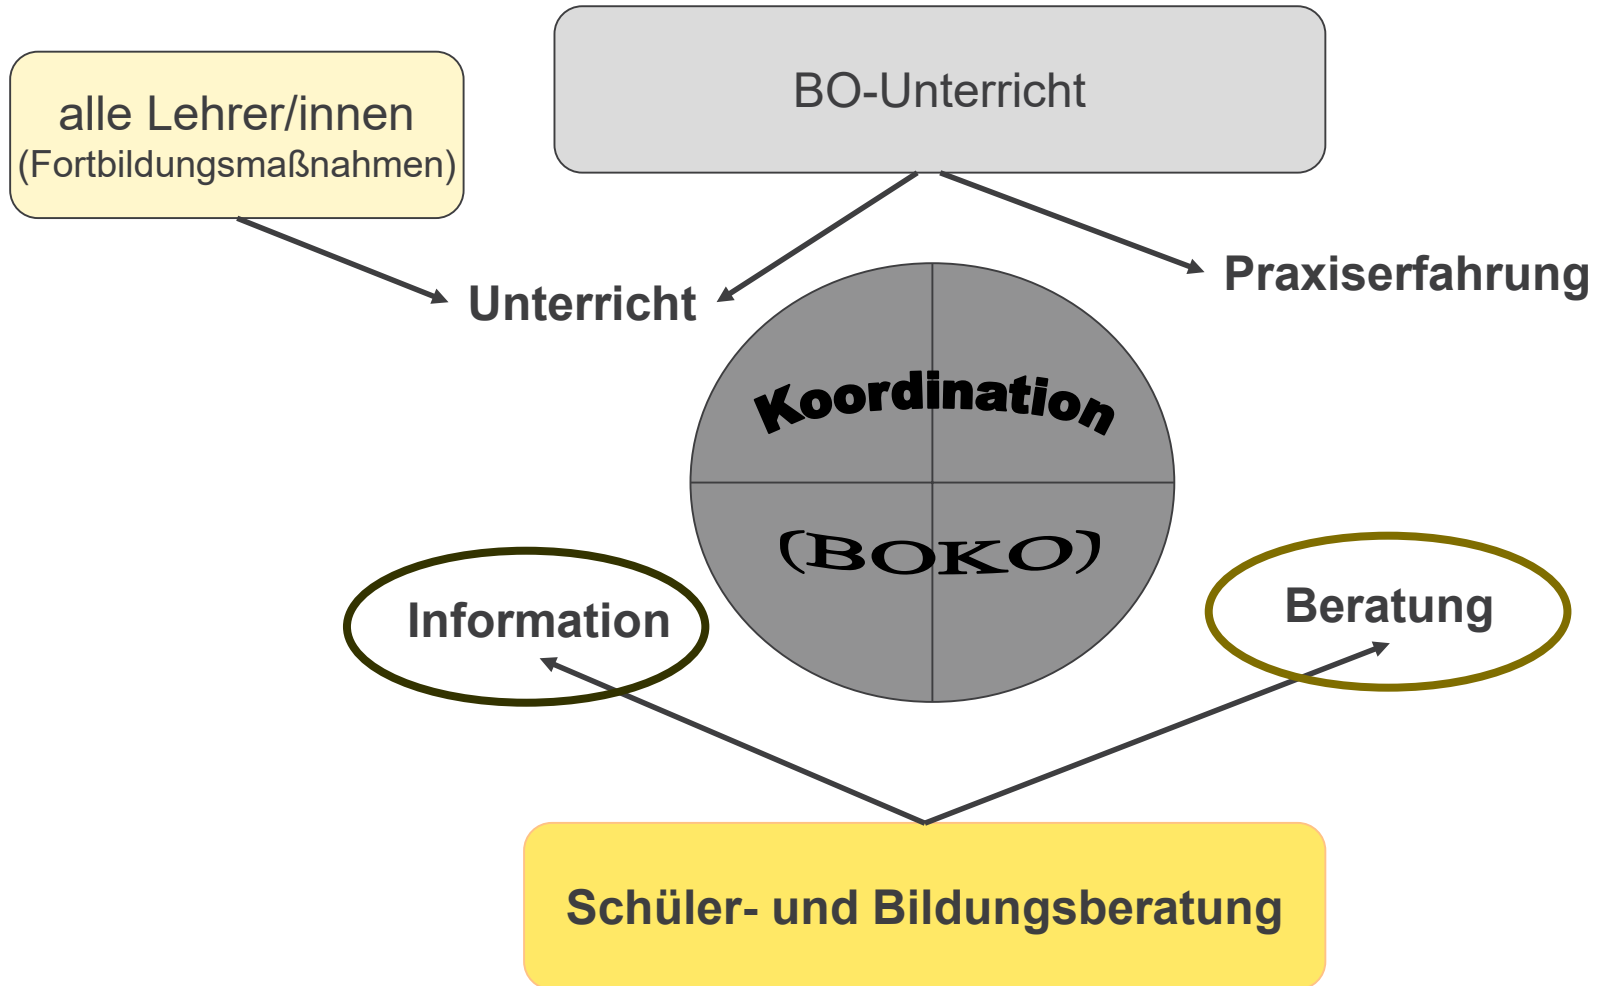 BO-Unterricht
alle Lehrer/innen
(Fortbildungsmaßnahmen)
Praxiserfahrung
Unterricht
Koordination
(BOKO)
Information
Beratung
Schüler- und Bildungsberatung